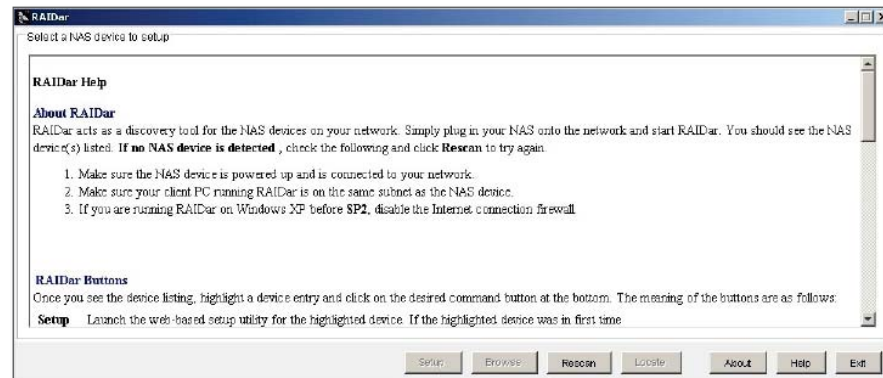 RAIDar
Select a NAS device to setup
RAIDar Help
About RAIDar
RAIDar acts as a discovery tool for the NAS devices on your network. Simply plug in your NAS onto the network and start RAIDar. You should see the NAS
device(s) listed. If no NAS device is detected , check the following and click Rescan to try again.
1. Make sure the NAS device is powered up and is connected to your network.
2. Make sure your client PC running RAIDar is on the same subnet as the NAS device.
3. If you are running RAIDar on Windows XP before SP2, disable the Internet connection firewall
RAIDar Buttons
Once you see the device listing, highlight a device entry and click on the desired command button at the bottom. The meaning of the buttons are as follows:
Setup Launch the web-based setup utility for the highlighted device. If the highlighted device was in first time
Setup Browse Rescan Locate About Help Exit